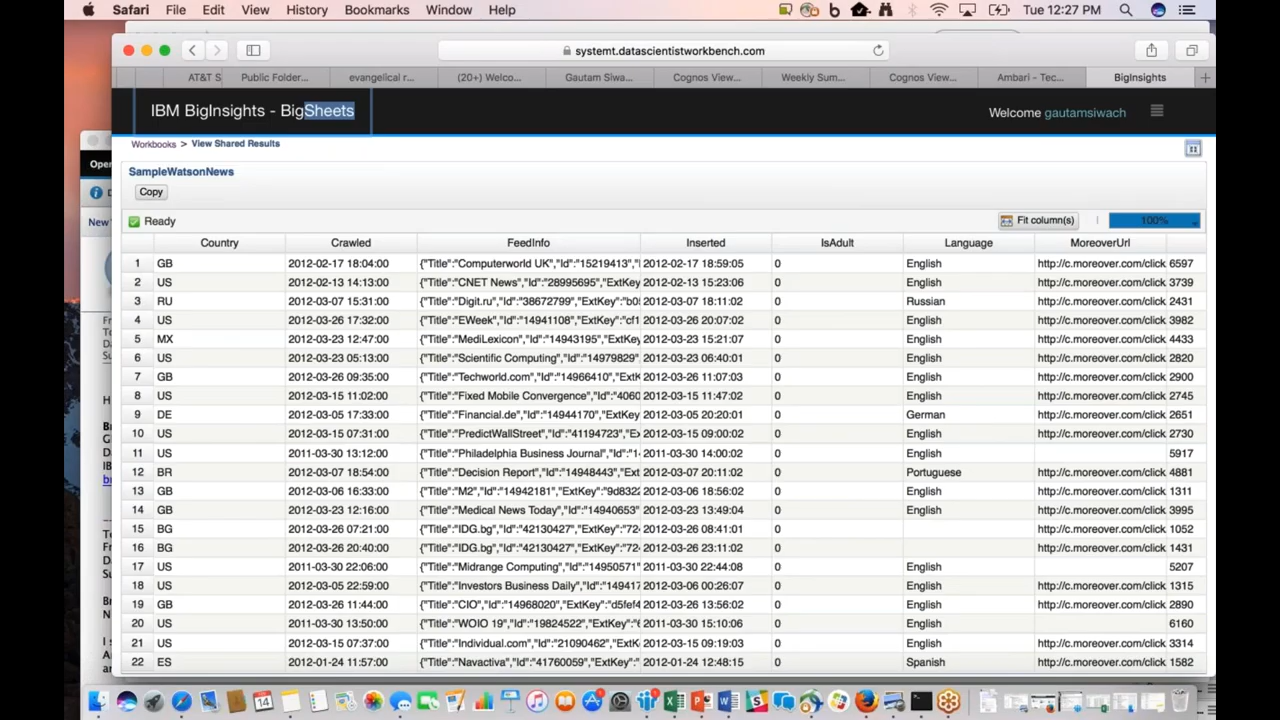 Safari File Edit View History Bookmarks Window Help Tue 12:27 PM
systemt.datascientistworkbench.com
AT&T S Public Folder... evangelical r... (20+) Welco... Gautam Siwa... Cognos View... Weekly Sum... Cognos View... Ambari - Tec... BigInsights
IBM BigInsights - BigSheets Welcome gautamsiwach
Workbooks > View Shared Results
SampleWatsonNews
Copy
Ready Fit column(s) 100%
Country Crawled FeedInfo Inserted IsAdult Language MoreoverUrl
1 GB 2012-02-17 18:04:00 {"Title":"Computerworld UK","Id":"15219413"," 2012-02-17 18:59:05 0 English http://c.moreover.com/click 6597
2 US 2012-02-13 14:13:00 {"Title":"CNET News","Id":"28995695","ExtKey" 2012-02-13 15:23:06 0 English http://c.moreover.com/click 3739
3 RU 2012-03-07 15:31:00 {"Title":"Digit.ru","Id":"38672799","ExtKey":"b0 2012-03-07 18:11:02 0 Russian http://c.moreover.com/click 2431
4 US 2012-03-26 17:32:00 {"Title":"EWeek","Id":"14941108","ExtKey":"cf1 2012-03-26 20:07:02 0 English http://c.moreover.com/click 3982
5 MX 2012-03-23 12:47:00 {"Title":"MediLexicon","Id":"14943195","ExtKey 2012-03-23 15:21:07 0 English http://c.moreover.com/click 4433
6 US 2012-03-23 05:13:00 {"Title":"Scientific Computing","Id":"14979829" 2012-03-23 06:40:01 0 English http://c.moreover.com/click 2820
7 GB 2012-03-26 09:35:00 {"Title":"Techworld.com","Id":"14966410","ExtK 2012-03-26 11:07:03 0 English http://c.moreover.com/click 2900
8 US 2012-03-15 11:02:00 {"Title":"Fixed Mobile Convergence","Id":"4060 2012-03-15 11:47:02 0 English http://c.moreover.com/click 2745
9 DE 2012-03-05 17:33:00 {"Title":"Financial.de","Id":"14944170","ExtKey 2012-03-05 20:20:01 0 German http://c.moreover.com/click 2651
10 US 2012-03-15 07:31:00 {"Title":"PredictWallStreet","Id":"41194723","Ex 2012-03-15 09:00:02 0 English http://c.moreover.com/click 2730
11 US 2011-03-30 13:12:00 {"Title":"Philadelphia Business Journal","Id":"1 2011-03-30 14:00:02 0 English 5917
12 BR 2012-03-07 18:54:00 {"Title":"Decision Report","Id":"14948443","Ext 2012-03-07 20:11:02 0 Portuguese http://c.moreover.com/click 4881
13 GB 2012-03-06 16:33:00 {"Title":"M2","Id":"14942181","ExtKey":"9d832 2012-03-06 18:56:02 0 English http://c.moreover.com/click 1311
14 GB 2012-03-23 12:16:00 {"Title":"Medical News Today","Id":"14940653" 2012-03-23 13:49:04 0 English http://c.moreover.com/click 3995
15 BG 2012-03-26 07:21:00 {"Title":"IDG.bg","Id":"42130427","ExtKey":"72 2012-03-26 08:41:01 0 http://c.moreover.com/click 1052
16 BG 2012-03-26 20:40:00 {"Title":"IDG.bg","Id":"42130427","ExtKey":"72 2012-03-26 23:11:02 0 http://c.moreover.com/click 1431
17 US 2011-03-30 22:06:00 {"Title":"Midrange Computing","Id":"14950571" 2011-03-30 22:44:08 0 English 5207
18 US 2012-03-05 22:59:00 {"Title":"Investors Business Daily","Id":"149417 2012-03-06 00:26:07 0 English http://c.moreover.com/click 1315
19 GB 2012-03-26 11:44:00 {"Title":"CIO","Id":"14968020","ExtKey":"d5fef4 2012-03-26 13:56:02 0 English http://c.moreover.com/click 2890
20 US 2011-03-30 13:50:00 {"Title":"WOIO 19","Id":"19824522","ExtKey":" 2011-03-30 15:10:06 0 English 6160
21 US 2012-03-15 07:37:00 {"Title":"Individual.com","Id":"21090462","ExtK 2012-03-15 09:19:03 0 English http://c.moreover.com/click 3314
22 ES 2012-01-24 11:57:00 {"Title":"Navactiva","Id":"41760059","ExtKey":" 2012-01-24 12:48:15 0 Spanish http://c.moreover.com/click 1582